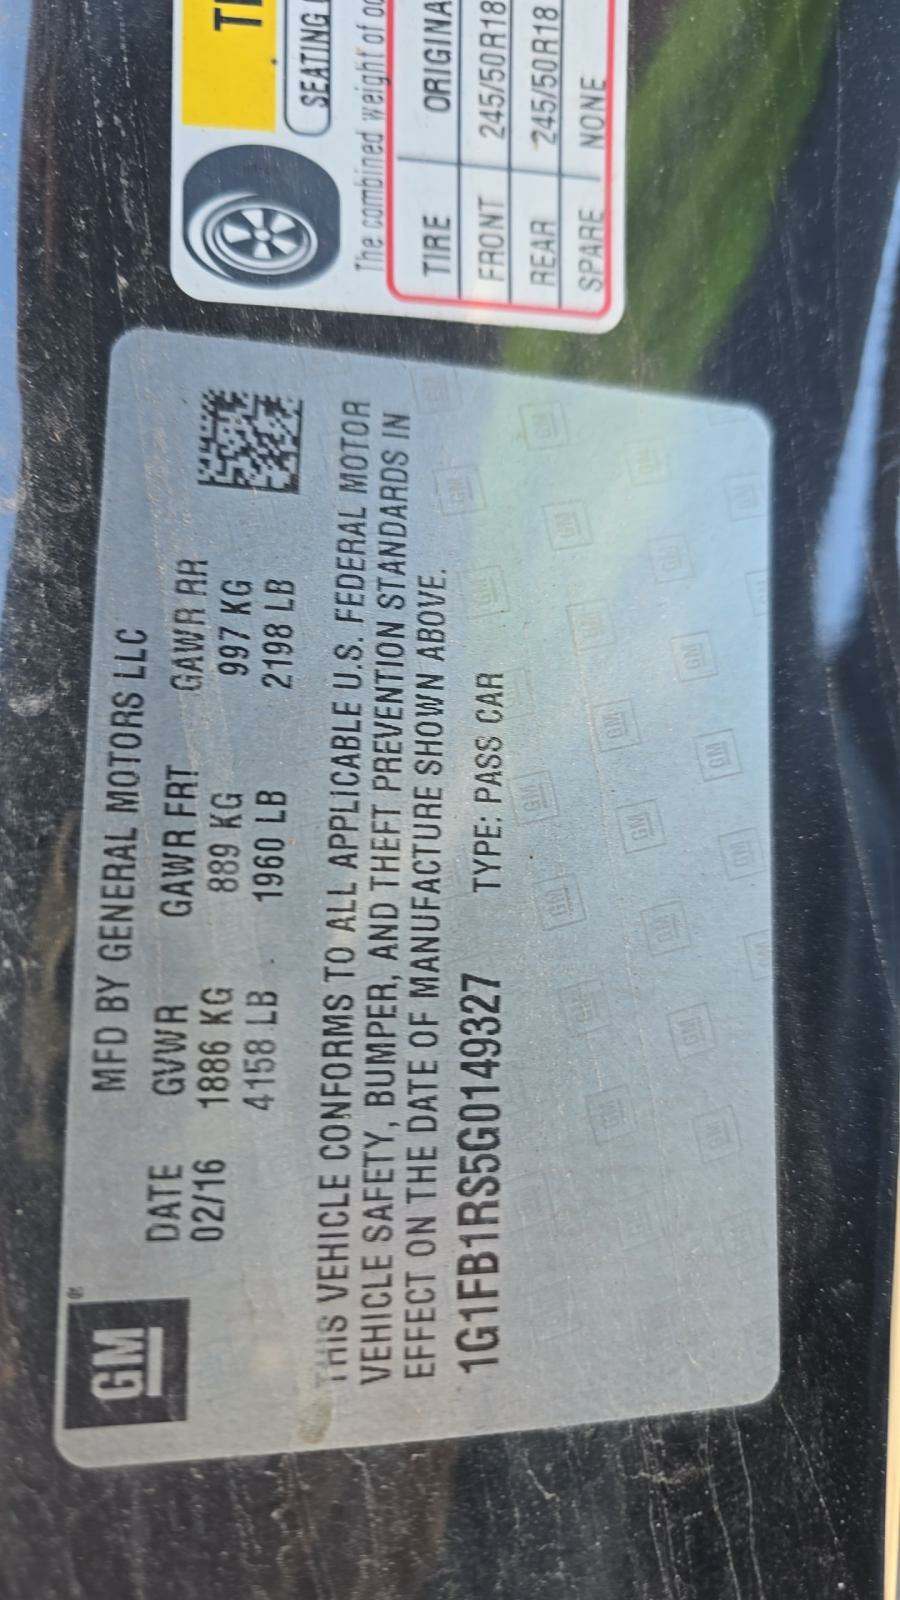 GM
MFD BY GENERAL MOTORS LLC
DATE GVWR GAWR FRT GAWR RR
02/16 1886 KG 889 KG 997 KG
4158 LB 1960 LB 2198 LB
THIS VEHICLE CONFORMS TO ALL APPLICABLE U.S. FEDERAL MOTOR
VEHICLE SAFETY, BUMPER, AND THEFT PREVENTION STANDARDS IN
EFFECT ON THE DATE OF MANUFACTURE SHOWN ABOVE.
1G1FB1RS5G0149327 TYPE: PASS CAR
SEATING
The combined weight of
TIRE ORIGINA
FRONT 245/50R18
REAR 245/50R18
SPARE NONE